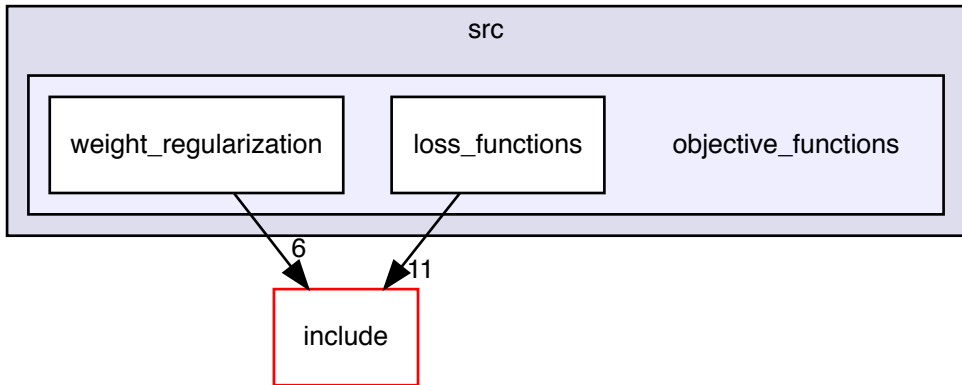 src
weight_regularization
loss_functions
objective_functions
6
11
include